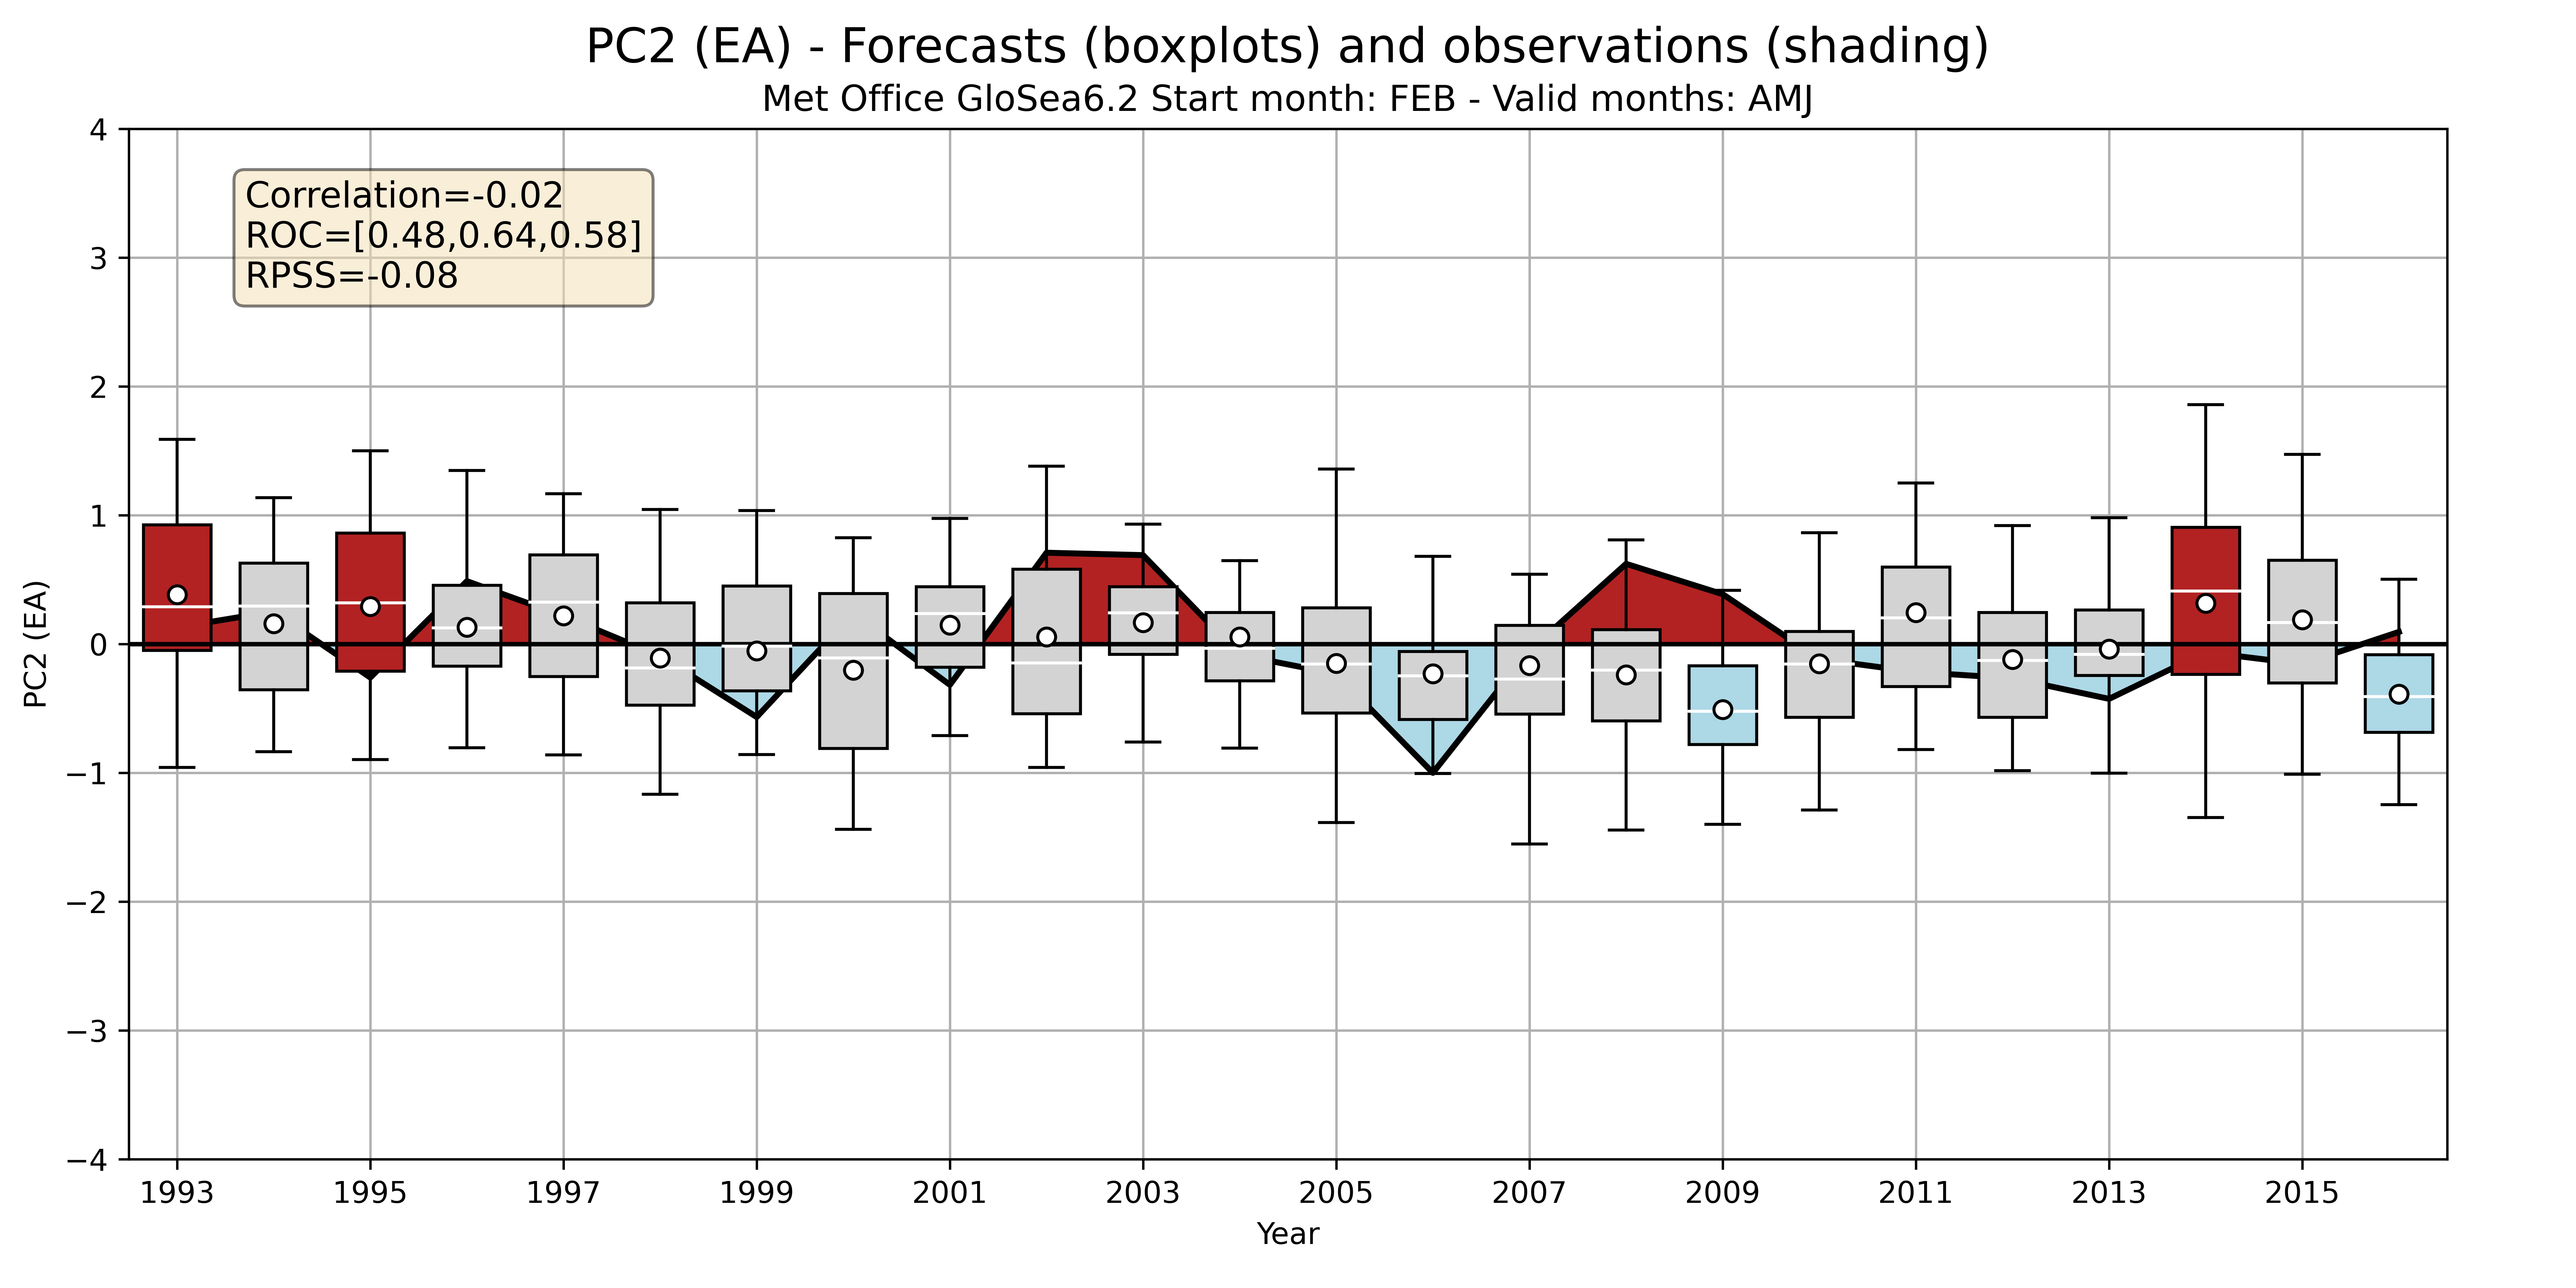 PC2 (EA) - Forecasts (boxplots) and observations (shading)
Met Office GloSea6.2 Start month: FEB - Valid months: AMJ
Correlation=-0.02
ROC=[0.48,0.64,0.58]
RPSS=-0.08
PC2 (EA)
4
3
2
1
0
−1
−2
−3
−4
1993 1995 1997 1999 2001 2003 2005 2007 2009 2011 2013 2015
Year